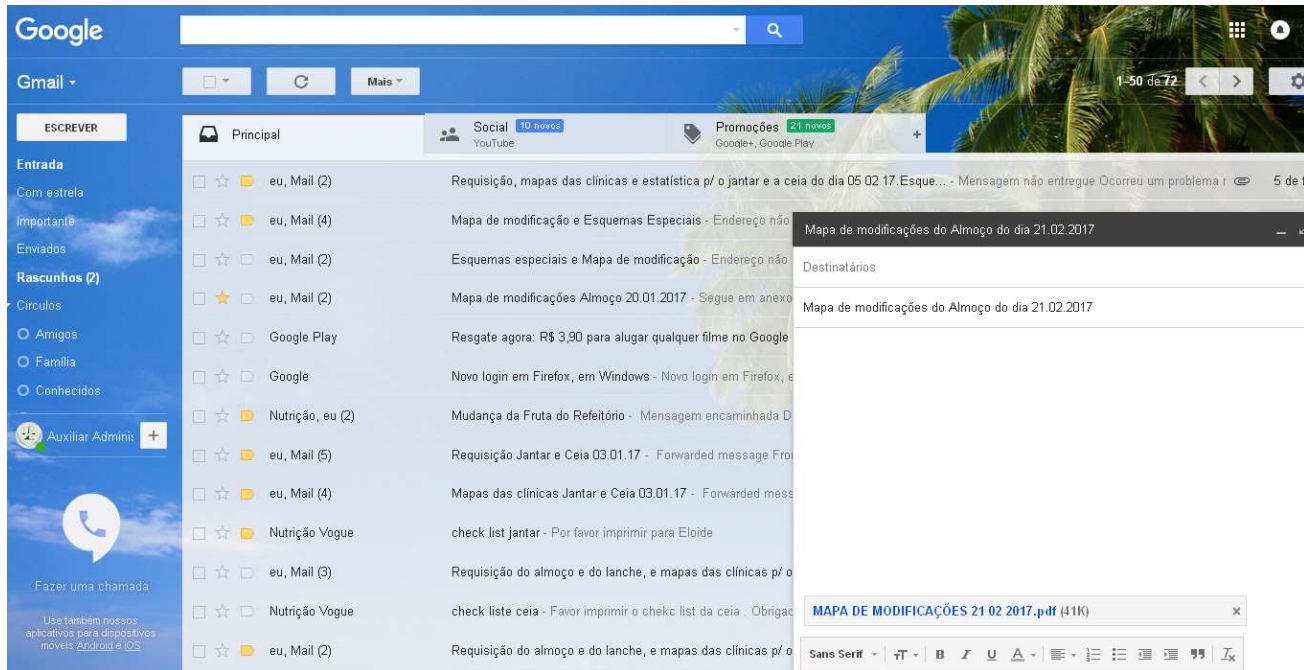 Google
Gmail
Mais
1-50 de 72
ESCREVER
Principal
Social 10 novos
YouTube
Promoções 21 novos
Google+, Google Play
+
Entrada
Com estrela
Importante
Enviados
Rascunhos (2)
Círculos
Amigos
Família
Conhecidos
Auxiliar Adminis
+
Fazer uma chamada
Use também nossos
aplicativos para dispositivos
móveis Android e iOS
eu, Mail (2) Requisição, mapas das clínicas e estatística p/ o jantar e a ceia do dia 05 02 17.Esque... - Mensagem não entregue Ocorreu um problema 5 de
eu, Mail (4) Mapa de modificação e Esquemas Especiais - Endereço não
eu, Mail (2) Esquemas especiais e Mapa de modificação - Endereço não
eu, Mail (2) Mapa de modificações Almoço 20.01.2017 - Segue em anexo
Google Play Resgate agora: R$ 3,90 para alugar qualquer filme no Google
Google Novo login em Firefox, em Windows - Novo login em Firefox, e
Nutrição, eu (2) Mudança da Fruta do Refeitório - Mensagem encaminhada D
eu, Mail (5) Requisição Jantar e Ceia 03.01.17 - Forwarded message Fro
eu, Mail (4) Mapas das clínicas Jantar e Ceia 03.01.17 - Forwarded mess
Nutrição Vogue check list jantar - Por favor imprimir para Eloide
eu, Mail (3) Requisição do almoço e do lanche, e mapas das clínicas p/ o
Nutrição Vogue check liste ceia - Favor imprimir o chekc list da ceia . Obrigad
eu, Mail (2) Requisição do almoço e do lanche, e mapas das clínicas p/ o
Mapa de modificações do Almoço do dia 21.02.2017
Destinatários
Mapa de modificações do Almoço do dia 21.02.2017
MAPA DE MODIFICAÇÕES 21 02 2017.pdf (41K)
Sans Serif